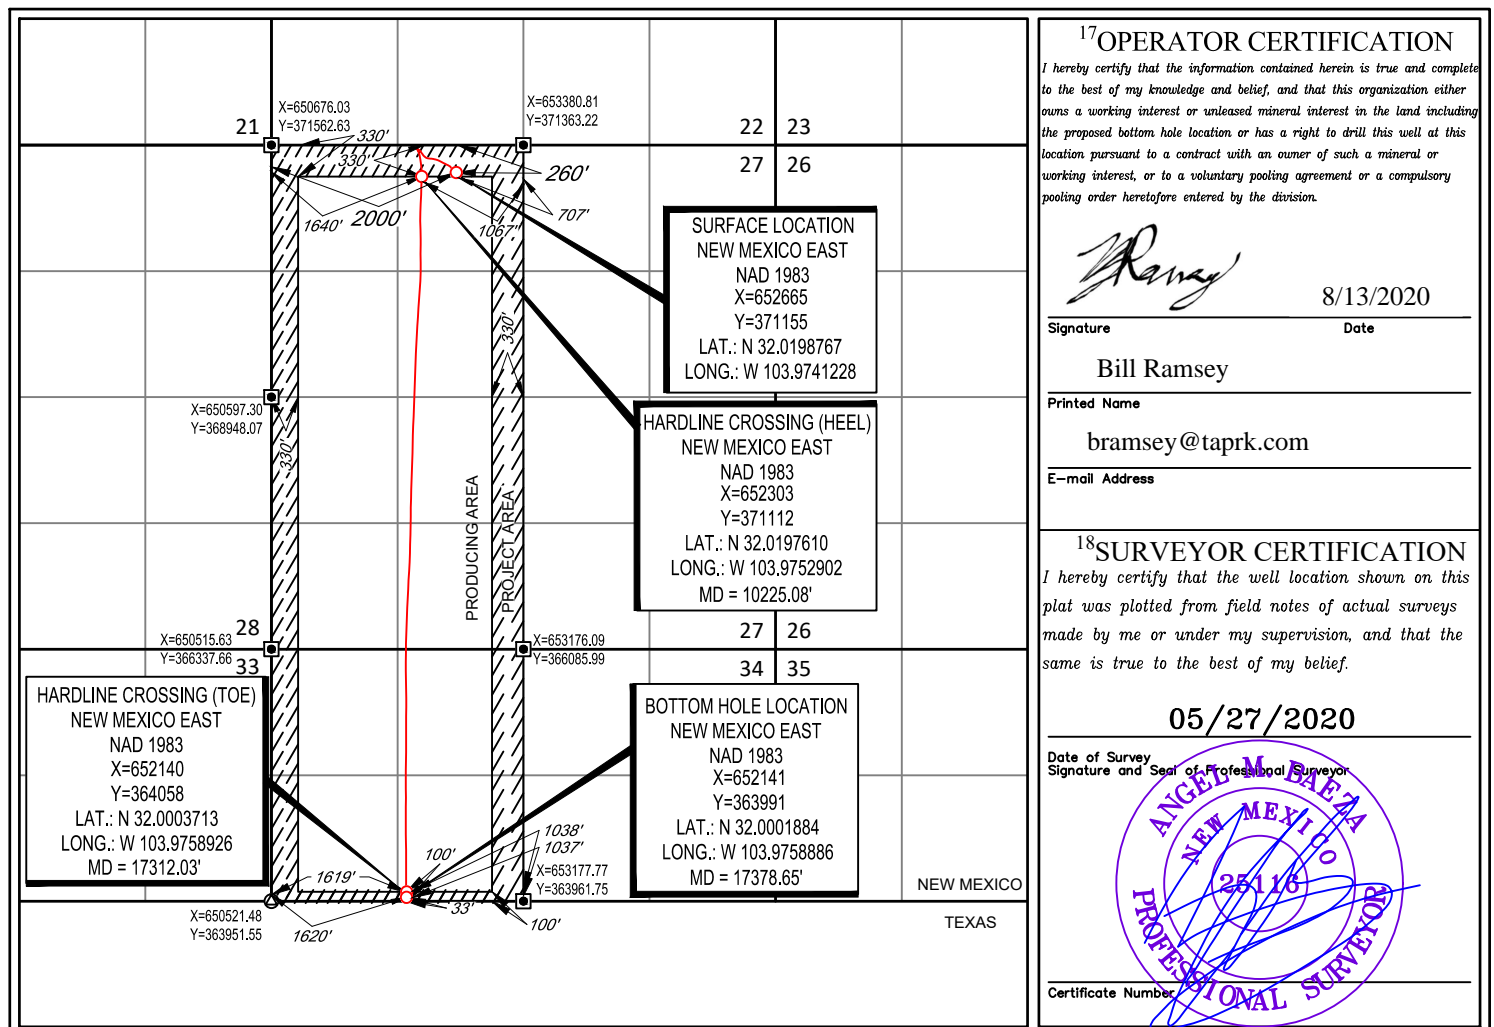 X=650676.03
Y=371562.63
X=653380.81
Y=371363.22
21
22 23
27 26
330'
330'
260'
1640'
2000'
1067'
707'
SURFACE LOCATION
NEW MEXICO EAST
NAD 1983
X=652665
Y=371155
LAT.: N 32.0198767
LONG.: W 103.9741228
330'
X=650597.30
Y=368948.07
330'
HARDLINE CROSSING (HEEL)
NEW MEXICO EAST
NAD 1983
X=652303
Y=371112
LAT.: N 32.0197610
LONG.: W 103.9752902
MD = 10225.08'
PRODUCING AREA
PROJECT AREA
28
33
X=650515.63
Y=366337.66
X=653176.09
Y=366085.99
27 26
34 35
HARDLINE CROSSING (TOE)
NEW MEXICO EAST
NAD 1983
X=652140
Y=364058
LAT.: N 32.0003713
LONG.: W 103.9758926
MD = 17312.03'
BOTTOM HOLE LOCATION
NEW MEXICO EAST
NAD 1983
X=652141
Y=363991
LAT.: N 32.0001884
LONG.: W 103.9758886
MD = 17378.65'
1038'
1037'
100'
1619'
X=653177.77
Y=363961.75
33'
100'
1620'
X=650521.48
Y=363951.55
NEW MEXICO
TEXAS
17 OPERATOR CERTIFICATION
I hereby certify that the information contained herein is true and complete
to the best of my knowledge and belief, and that this organization either
owns a working interest or unleased mineral interest in the land including
the proposed bottom hole location or has a right to drill this well at this
location pursuant to a contract with an owner of such a mineral or
working interest, or to a voluntary pooling agreement or a compulsory
pooling order heretofore entered by the division.
8/13/2020
Signature Date
Bill Ramsey
Printed Name
bramsey@taprk.com
E-mail Address
18 SURVEYOR CERTIFICATION
I hereby certify that the well location shown on this
plat was plotted from field notes of actual surveys
made by me or under my supervision, and that the
same is true to the best of my belief.
05/27/2020
Date of Survey
Signature and Seal of Professional Surveyor
ANGEL M. BAEZA
NEW MEXICO
25116
PROFESSIONAL SURVEYOR
Certificate Number